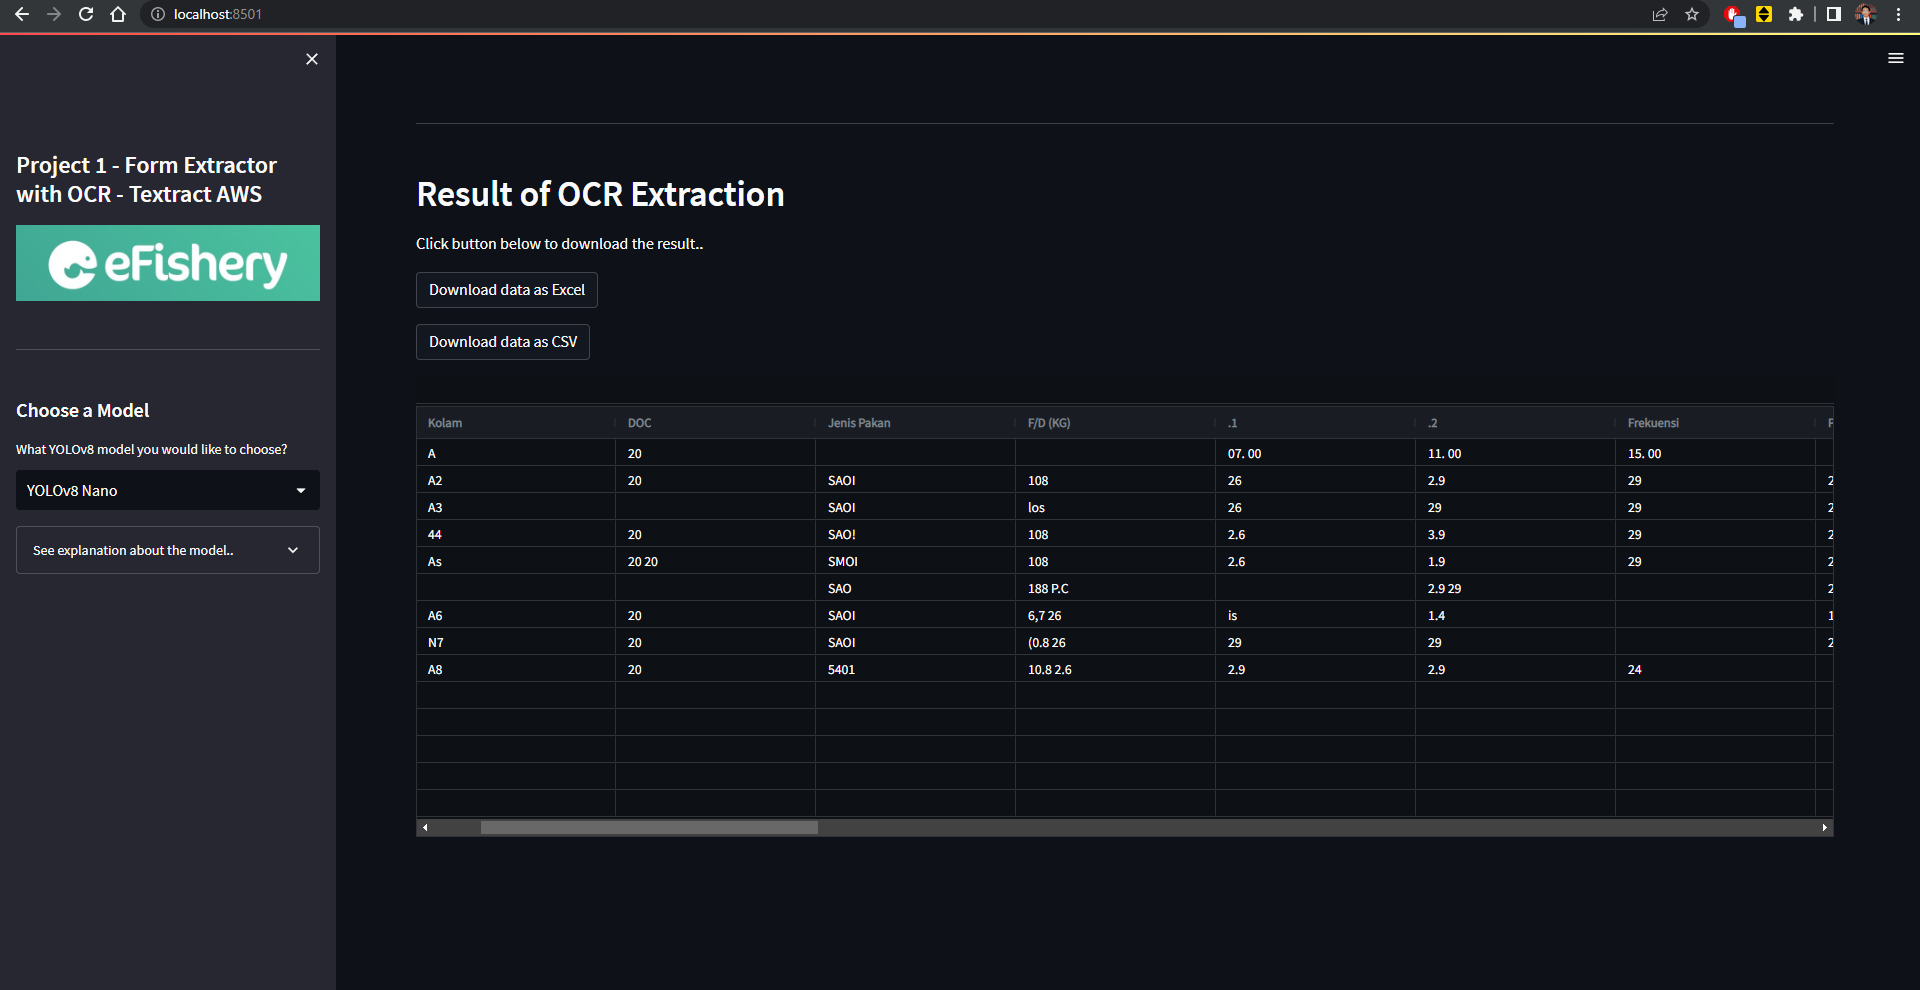 localhost:8501
Project 1 - Form Extractor
with OCR - Textract AWS
eFishery
Choose a Model
What YOLOv8 model you would like to choose?
YOLOv8 Nano
See explanation about the model..
Result of OCR Extraction
Click button below to download the result..
Download data as Excel
Download data as CSV
Kolam DOC Jenis Pakan F/D (KG) .1 .2 Frekuensi F
A 20 07. 00 11. 00 15. 00
A2 20 SAOI 108 26 2.9 29 2
A3 SAOI los 26 29 29 2
44 20 SAO! 108 2.6 3.9 29 2
As 20 20 SMOI 108 2.6 1.9 29 2
SAO 188 P.C 2.9 29 2
A6 20 SAOI 6,7 26 is 1.4 1
N7 20 SAOI (0.8 26 29 29 2
A8 20 5401 10.8 2.6 2.9 2.9 24